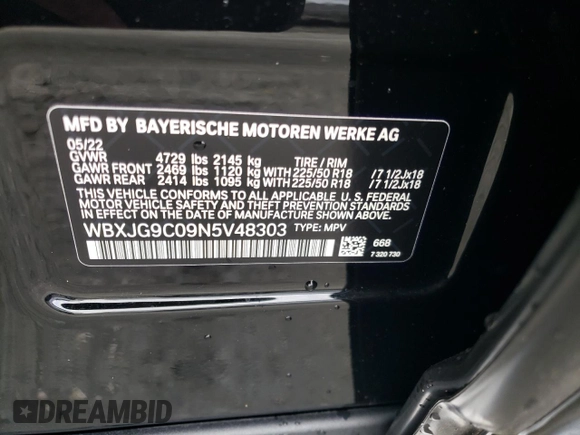 MFD BY BAYERISCHE MOTOREN WERKE AG
05/22
GVWR 4729 lbs 2145 kg TIRE / RIM
GAWR FRONT 2469 lbs 1120 kg WITH 225/50 R18 / 7 1/2Jx18
GAWR REAR 2414 lbs 1095 kg WITH 225/50 R18 / 7 1/2Jx18
THIS VEHICLE CONFORMS TO ALL APPLICABLE U. S. FEDERAL
MOTOR VEHICLE SAFETY AND THEFT PREVENTION STANDARDS IN
EFFECT ON THE DATE OF MANUFACTURE SHOWN ABOVE.
WBXJG9C09N5V48303 TYPE: MPV
668
7 320 730
DREAMBID